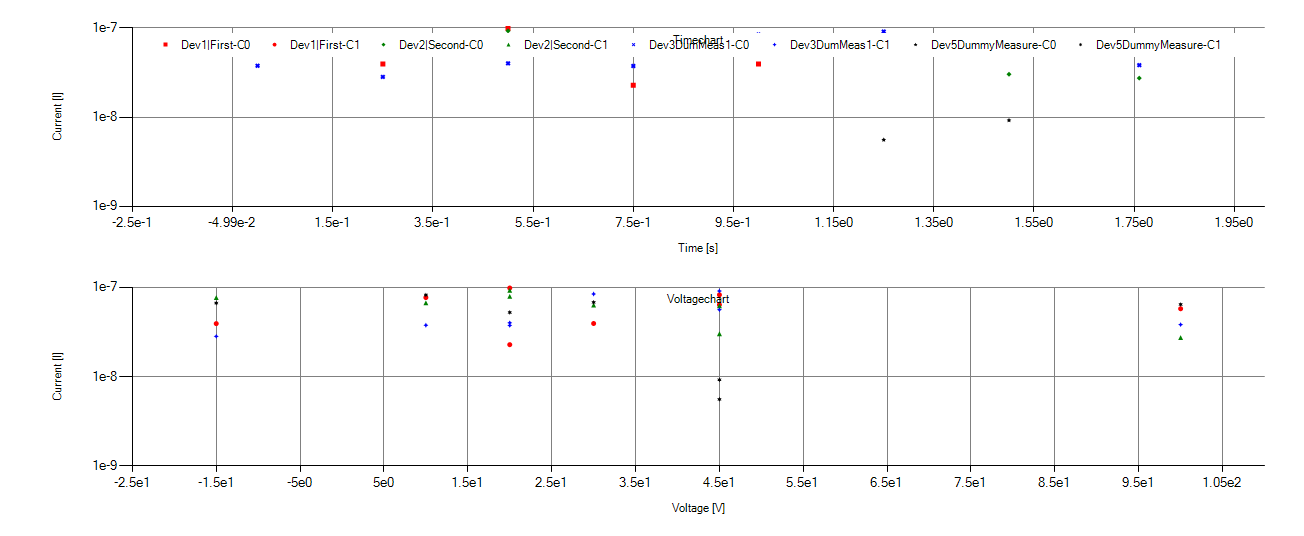 1e-7
Timechart
Dev1|First-C0 Dev1|First-C1 Dev2|Second-C0 Dev2|Second-C1 Dev3DumMeas1-C0 Dev3DumMeas1-C1 Dev5DummyMeasure-C0 Dev5DummyMeasure-C1
Current [I]
1e-8
1e-9
-2.5e-1 -4.99e-2 1.5e-1 3.5e-1 5.5e-1 7.5e-1 9.5e-1 1.15e0 1.35e0 1.55e0 1.75e0 1.95e0
Time [s]
1e-7
Voltagechart
Current [I]
1e-8
1e-9
-2.5e1 -1.5e1 -5e0 5e0 1.5e1 2.5e1 3.5e1 4.5e1 5.5e1 6.5e1 7.5e1 8.5e1 9.5e1 1.05e2
Voltage [V]